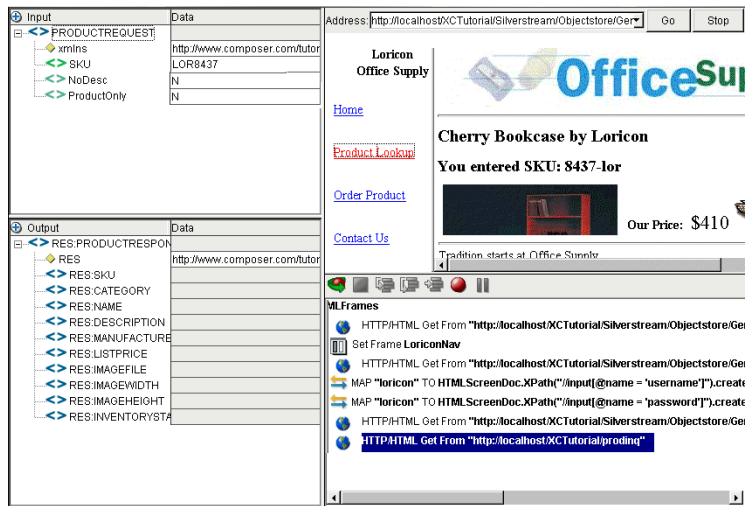 Input Data
PRODUCTREQUEST
xmlns http://www.composer.com/tutor
SKU LOR8437
NoDesc N
ProductOnly N
Output Data
RES:PRODUCTRESPON
RES http://www.composer.com/tutor
RES:SKU
RES:CATEGORY
RES:NAME
RES:DESCRIPTION
RES:MANUFACTURE
RES:LISTPRICE
RES:IMAGEFILE
RES:IMAGEWIDTH
RES:IMAGEHEIGHT
RES:INVENTORYSTA
Address: http://localhost/XCTutorial/Silverstream/Objectstore/Ger Go Stop
Loricon
Office Supply
Home
Product Lookup
Order Product
Contact Us
OfficeSup
Cherry Bookcase by Loricon
You entered SKU: 8437-lor
Our Price: $410
Tradition starts at Office Supply
MLFrames
HTTP/HTML Get From "http://localhost/XCTutorial/Silverstream/Objectstore/Ger
Set Frame LoriconNav
HTTP/HTML Get From "http://localhost/XCTutorial/Silverstream/Objectstore/Ger
MAP "loricon" TO HTMLScreenDoc.XPath("//input[@name = 'username']").create
MAP "loricon" TO HTMLScreenDoc.XPath("//input[@name = 'password']").create
HTTP/HTML Get From "http://localhost/XCTutorial/Silverstream/Objectstore/Ger
HTTP/HTML Get From "http://localhost/XCTutorial/prodinq"